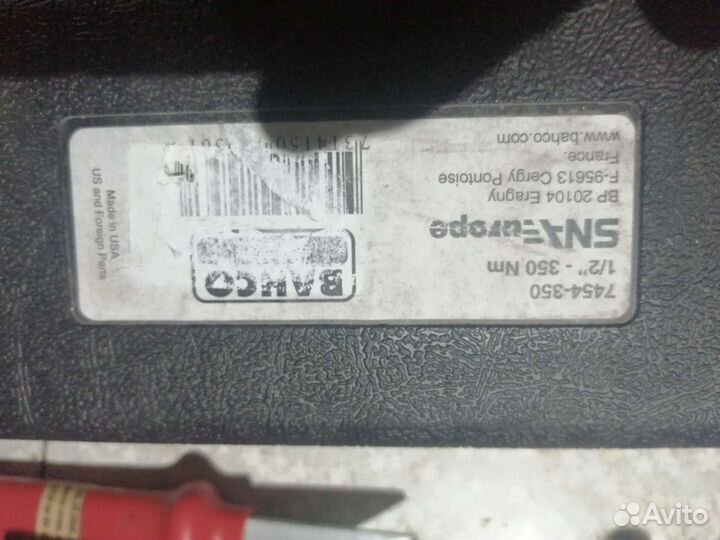 7454-350
1/2" - 350 Nm
SNA Europe
BP 20104 Eragny
F-95613 Cergy Pontoise
France.
www.bahco.com
BAHCO
Made in USA
US and Foreign Parts
Avito